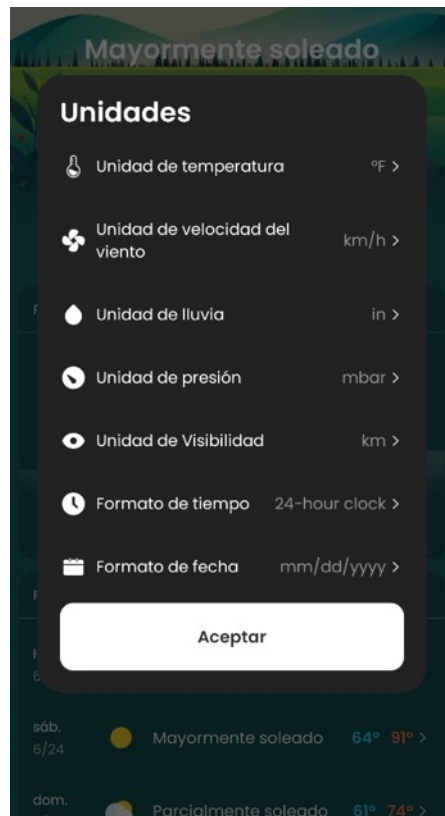 Mayormente soleado
Unidades
Unidad de temperatura
°F >
Unidad de velocidad del
viento
km/h >
Unidad de lluvia
in >
Unidad de presión
mbar >
Unidad de Visibilidad
km >
Formato de tiempo
24-hour clock >
Formato de fecha
mm/dd/yyyy >
Aceptar
sáb.
6/24
Mayormente soleado
64° 91° >
dom.
Parcialmente soleado
61° 74° >